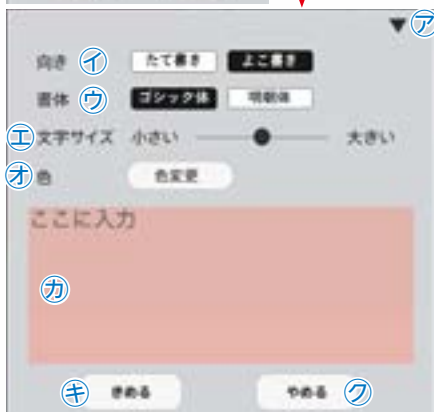 ▼ ㋐
向き ㋑ たて書き よこ書き
書体 ㋒ ゴシック体 明朝体
㋓ 文字サイズ 小さい 大きい
㋔ 色 色変更
ここに入力
㋕
㋖ きめる やめる ㋗